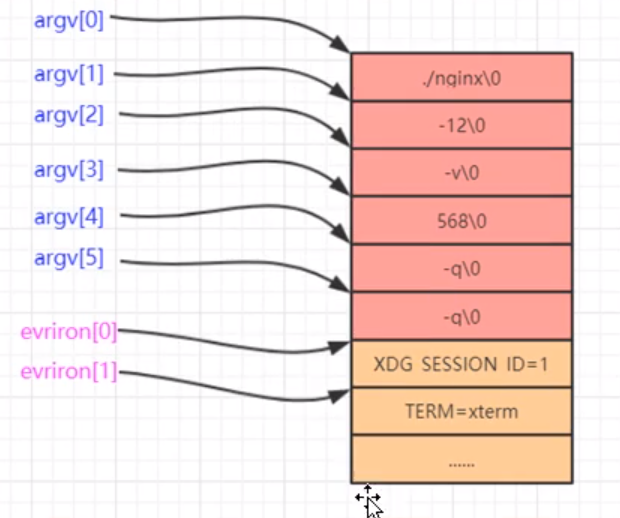 argv[0]
argv[1]
argv[2]
argv[3]
argv[4]
argv[5]
evriron[0]
evriron[1]
./nginx\0
-12\0
-v\0
568\0
-q\0
-q\0
XDG SESSION ID=1
TERM=xterm
......